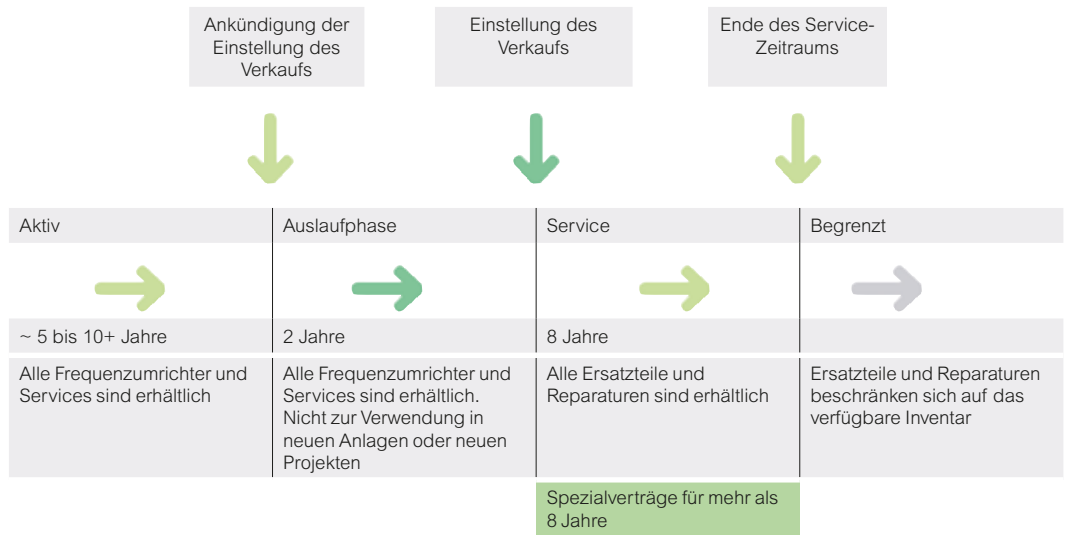 Ankündigung der
Einstellung des
Verkaufs
Einstellung des
Verkaufs
Ende des Service-
Zeitraums
Aktiv
Auslaufphase
Service
Begrenzt
~ 5 bis 10+ Jahre
2 Jahre
8 Jahre
Alle Frequenzumrichter und
Services sind erhältlich
Alle Frequenzumrichter und
Services sind erhältlich.
Nicht zur Verwendung in
neuen Anlagen oder neuen
Projekten
Alle Ersatzteile und
Reparaturen sind erhältlich
Ersatzteile und Reparaturen
beschränken sich auf das
verfügbare Inventar
Spezialverträge für mehr als
8 Jahre